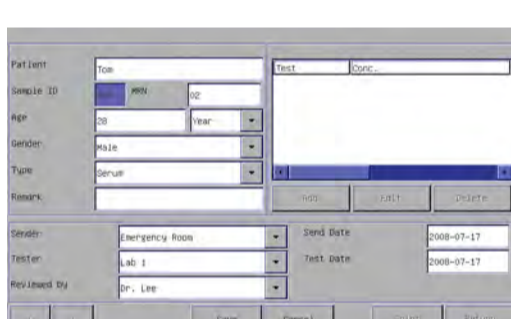 Patient Tom
Test Conc.
Sample ID MRN 02
Age 28 Year
Gender Male
Type Serum
Remark
Add Edit Delete
Sender Emergency Room Send Date 2008-07-17
Tester Lab 1 Test Date 2008-07-17
Reviewed By Dr. Lee
Save Cancel Print Return